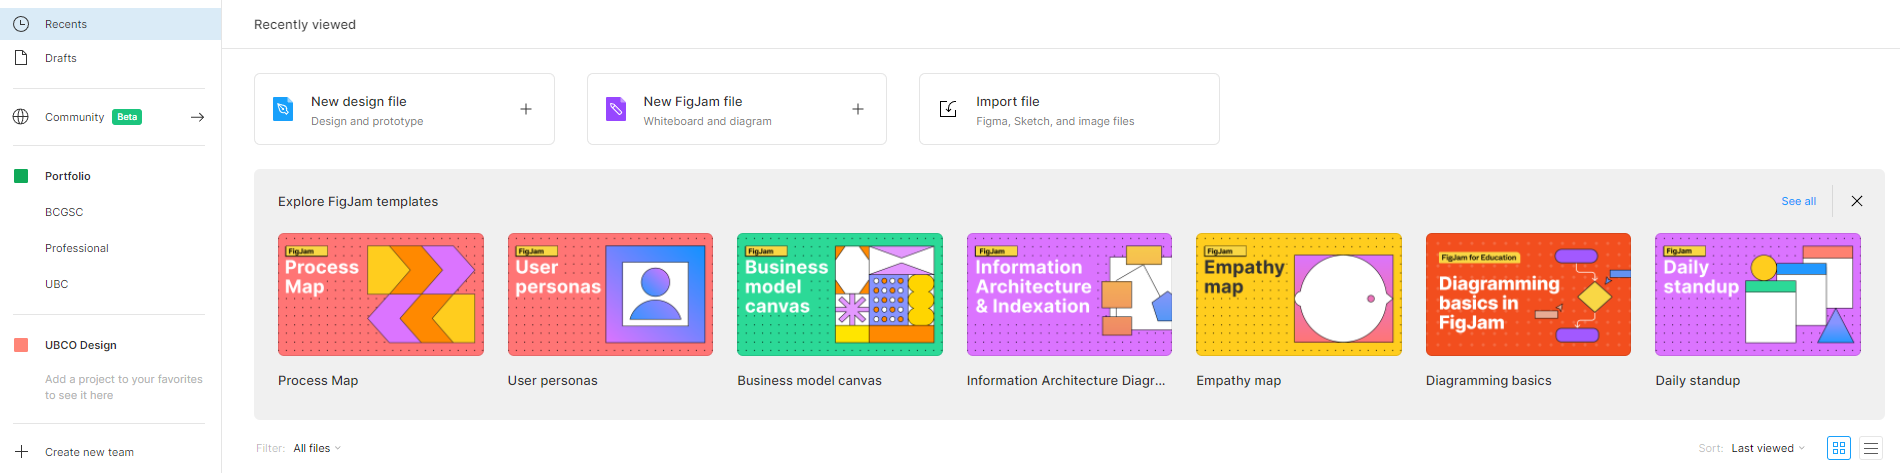 Recents
Drafts
Community Beta
Portfolio
BCGSC
Professional
UBC
UBCO Design
Add a project to your favorites
to see it here
Create new team
Recently viewed
New design file
Design and prototype
New FigJam file
Whiteboard and diagram
Import file
Figma, Sketch, and image files
Explore FigJam templates
See all
FigJam
Process
Map
Process Map
FigJam
User
personas
User personas
FigJam
Business
model
canvas
Business model canvas
FigJam
Information
Architecture
& Indexation
Information Architecture Diagr...
FigJam
Empathy
map
Empathy map
FigJam for Education
Diagramming
basics in
FigJam
Diagramming basics
FigJam
Daily
standup
Daily standup
Filter: All files
Sort: Last viewed